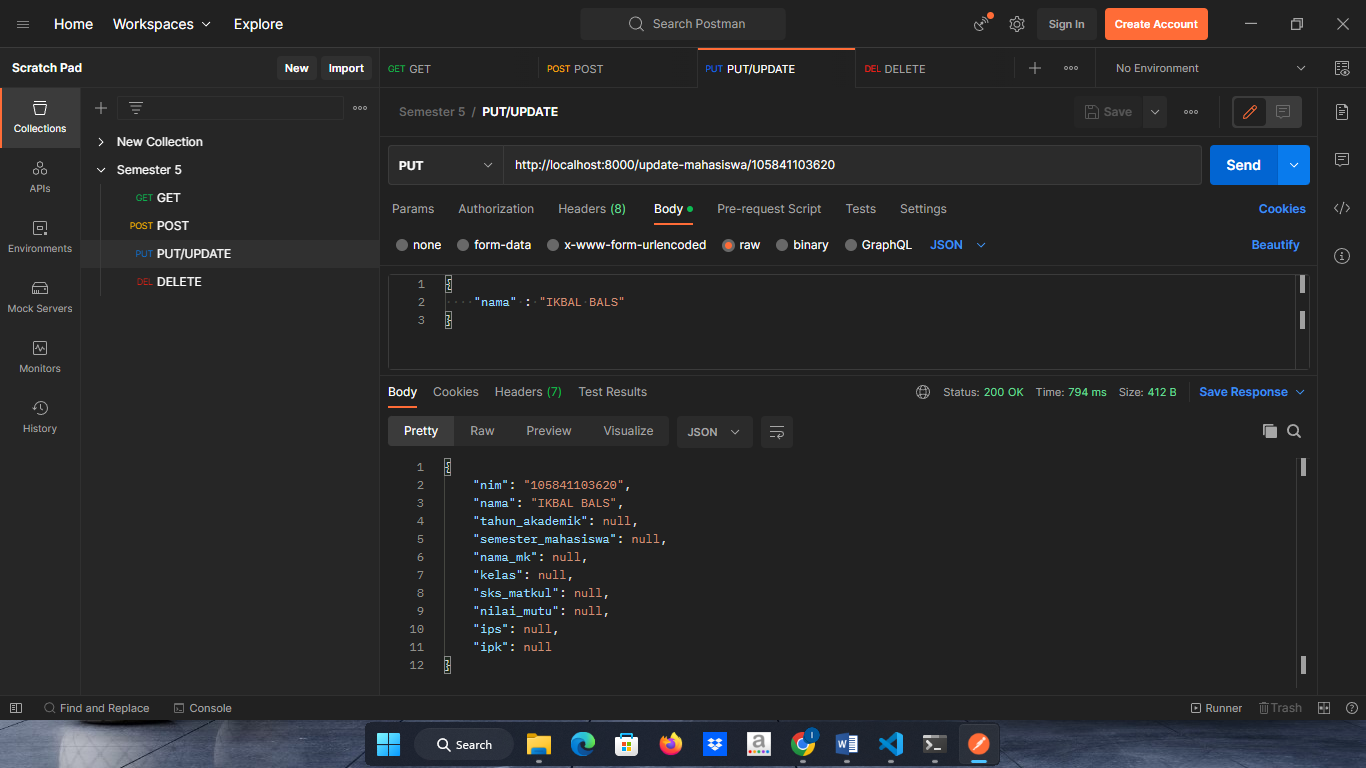 Home Workspaces Explore Search Postman Sign In Create Account
Scratch Pad New Import GET GET POST POST PUT PUT/UPDATE DEL DELETE No Environment
Collections
APIs
Environments
Mock Servers
Monitors
History
New Collection
Semester 5
GET GET
POST POST
PUT PUT/UPDATE
DEL DELETE
Semester 5 / PUT/UPDATE Save
PUT http://localhost:8000/update-mahasiswa/105841103620 Send
Params Authorization Headers (8) Body Pre-request Script Tests Settings Cookies
none form-data x-www-form-urlencoded raw binary GraphQL JSON Beautify
1 {
2 "nama" : "IKBAL BALS"
3 }
Body Cookies Headers (7) Test Results Status: 200 OK Time: 794 ms Size: 412 B Save Response
Pretty Raw Preview Visualize JSON
1 {
2 "nim": "105841103620",
3 "nama": "IKBAL BALS",
4 "tahun_akademik": null,
5 "semester_mahasiswa": null,
6 "nama_mk": null,
7 "kelas": null,
8 "sks_matkul": null,
9 "nilai_mutu": null,
10 "ips": null,
11 "ipk": null
12 }
Find and Replace Console Runner Trash
Search